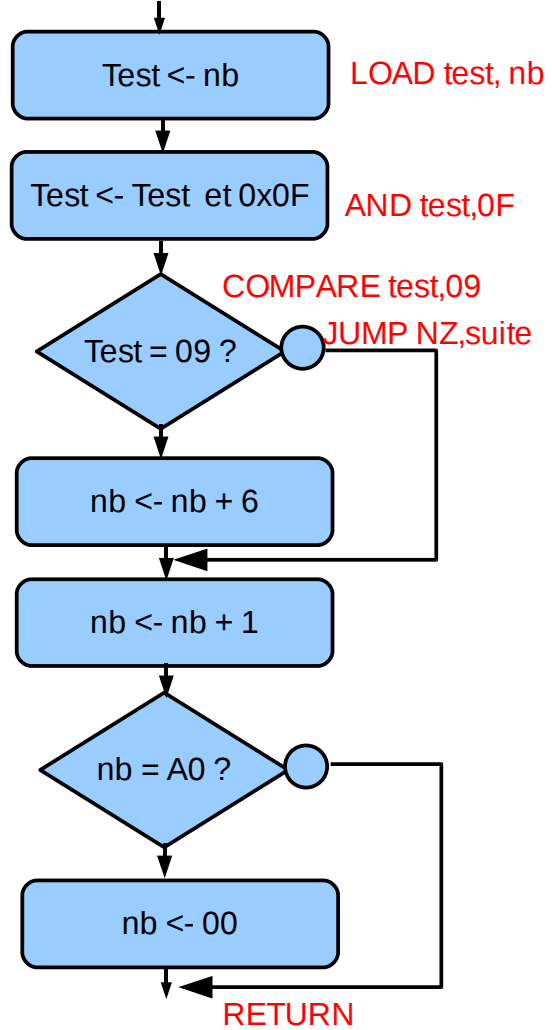 Test <- nb
LOAD test, nb
Test <- Test et 0x0F
AND test,0F
COMPARE test,09
JUMP NZ,suite
Test = 09 ?
nb <- nb + 6
nb <- nb + 1
nb = A0 ?
nb <- 00
RETURN